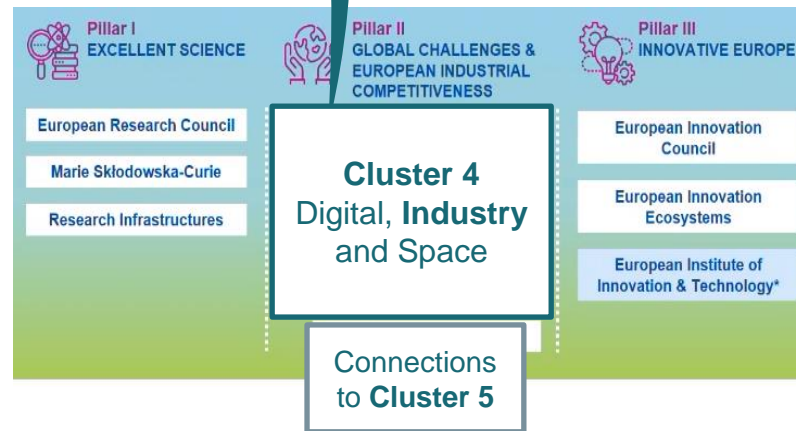 Pillar I
EXCELLENT SCIENCE
European Research Council
Marie Skłodowska-Curie
Research Infrastructures
Pillar II
GLOBAL CHALLENGES &
EUROPEAN INDUSTRIAL
COMPETITIVENESS
Cluster 4
Digital, Industry
and Space
Connections
to Cluster 5
Pillar III
INNOVATIVE EUROPE
European Innovation
Council
European Innovation
Ecosystems
European Institute of
Innovation & Technology*